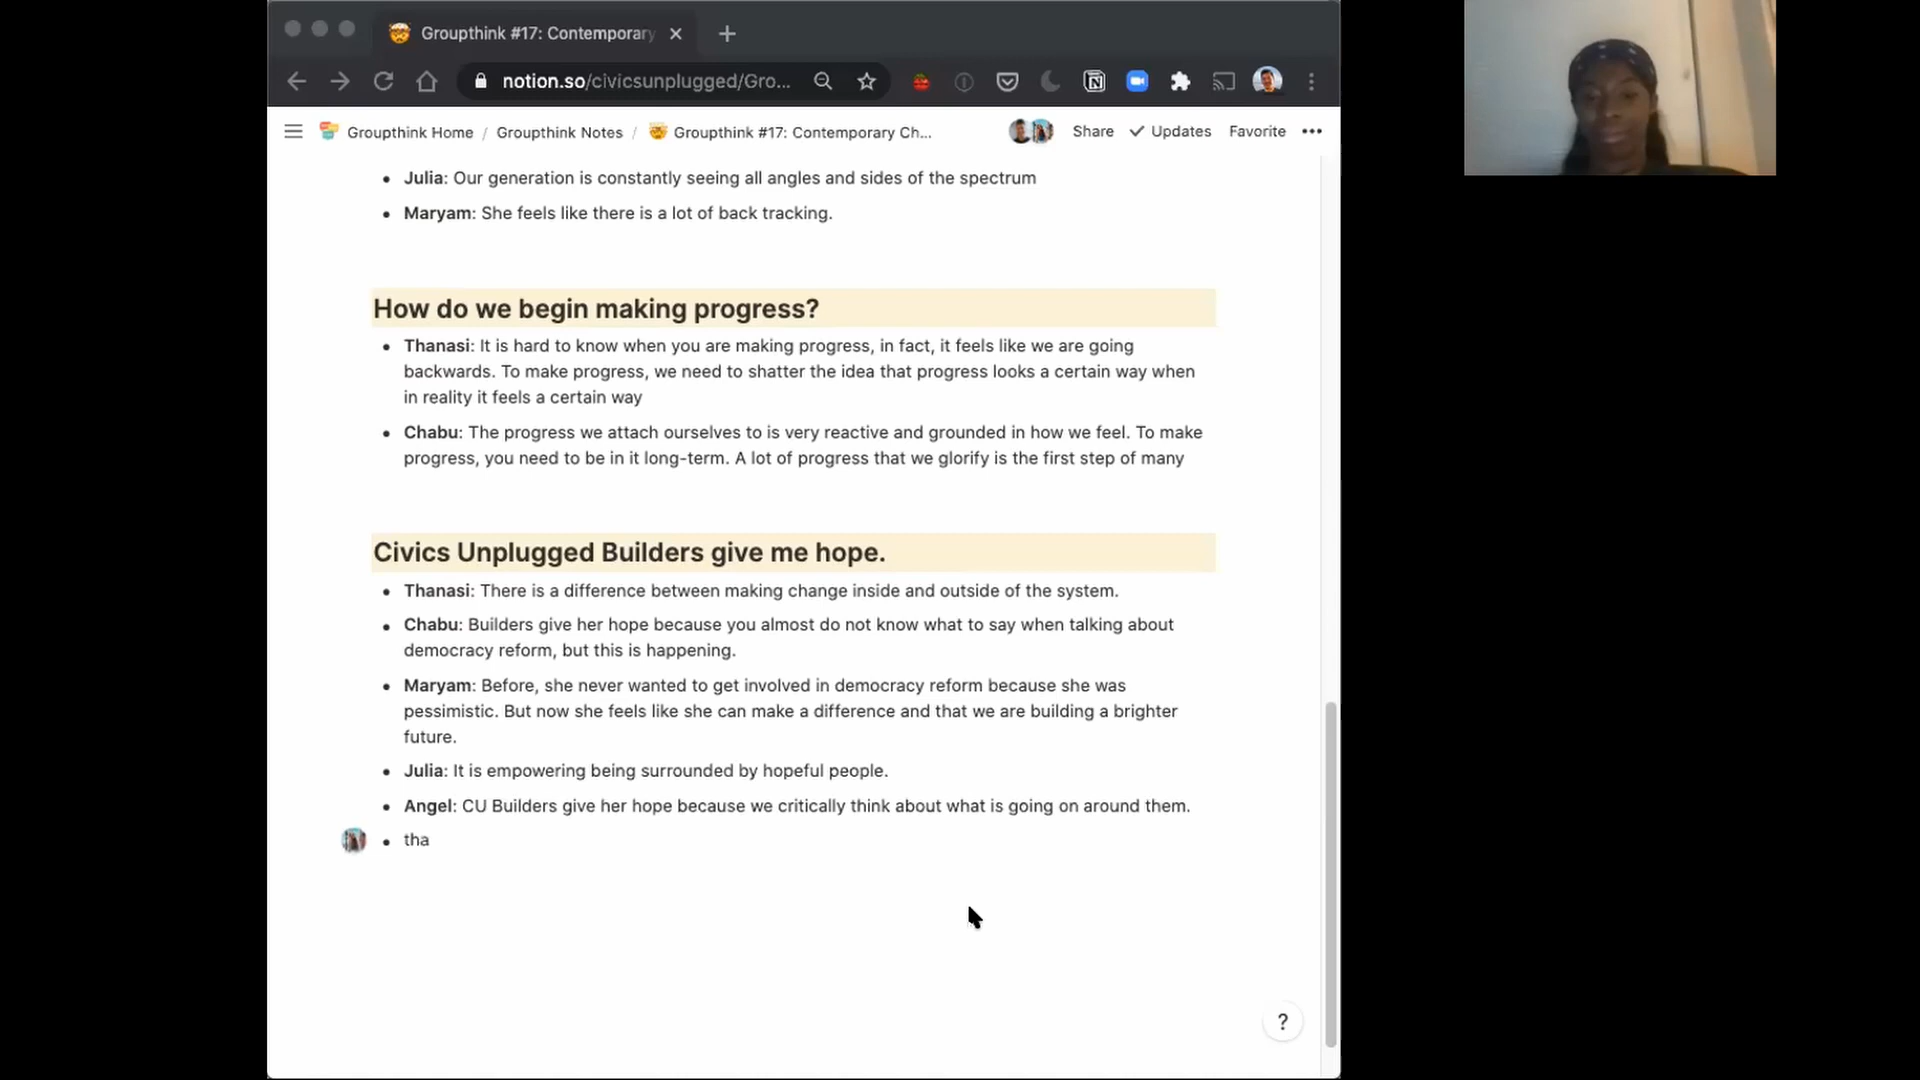 Groupthink #17: Contemporary
notion.so/civicsunplugged/Gro...
Groupthink Home / Groupthink Notes / Groupthink #17: Contemporary Ch... Share Updates Favorite
Julia: Our generation is constantly seeing all angles and sides of the spectrum
Maryam: She feels like there is a lot of back tracking.
How do we begin making progress?
Thanasi: It is hard to know when you are making progress, in fact, it feels like we are going
backwards. To make progress, we need to shatter the idea that progress looks a certain way when
in reality it feels a certain way
Chabu: The progress we attach ourselves to is very reactive and grounded in how we feel. To make
progress, you need to be in it long-term. A lot of progress that we glorify is the first step of many
Civics Unplugged Builders give me hope.
Thanasi: There is a difference between making change inside and outside of the system.
Chabu: Builders give her hope because you almost do not know what to say when talking about
democracy reform, but this is happening.
Maryam: Before, she never wanted to get involved in democracy reform because she was
pessimistic. But now she feels like she can make a difference and that we are building a brighter
future.
Julia: It is empowering being surrounded by hopeful people.
Angel: CU Builders give her hope because we critically think about what is going on around them.
tha
?